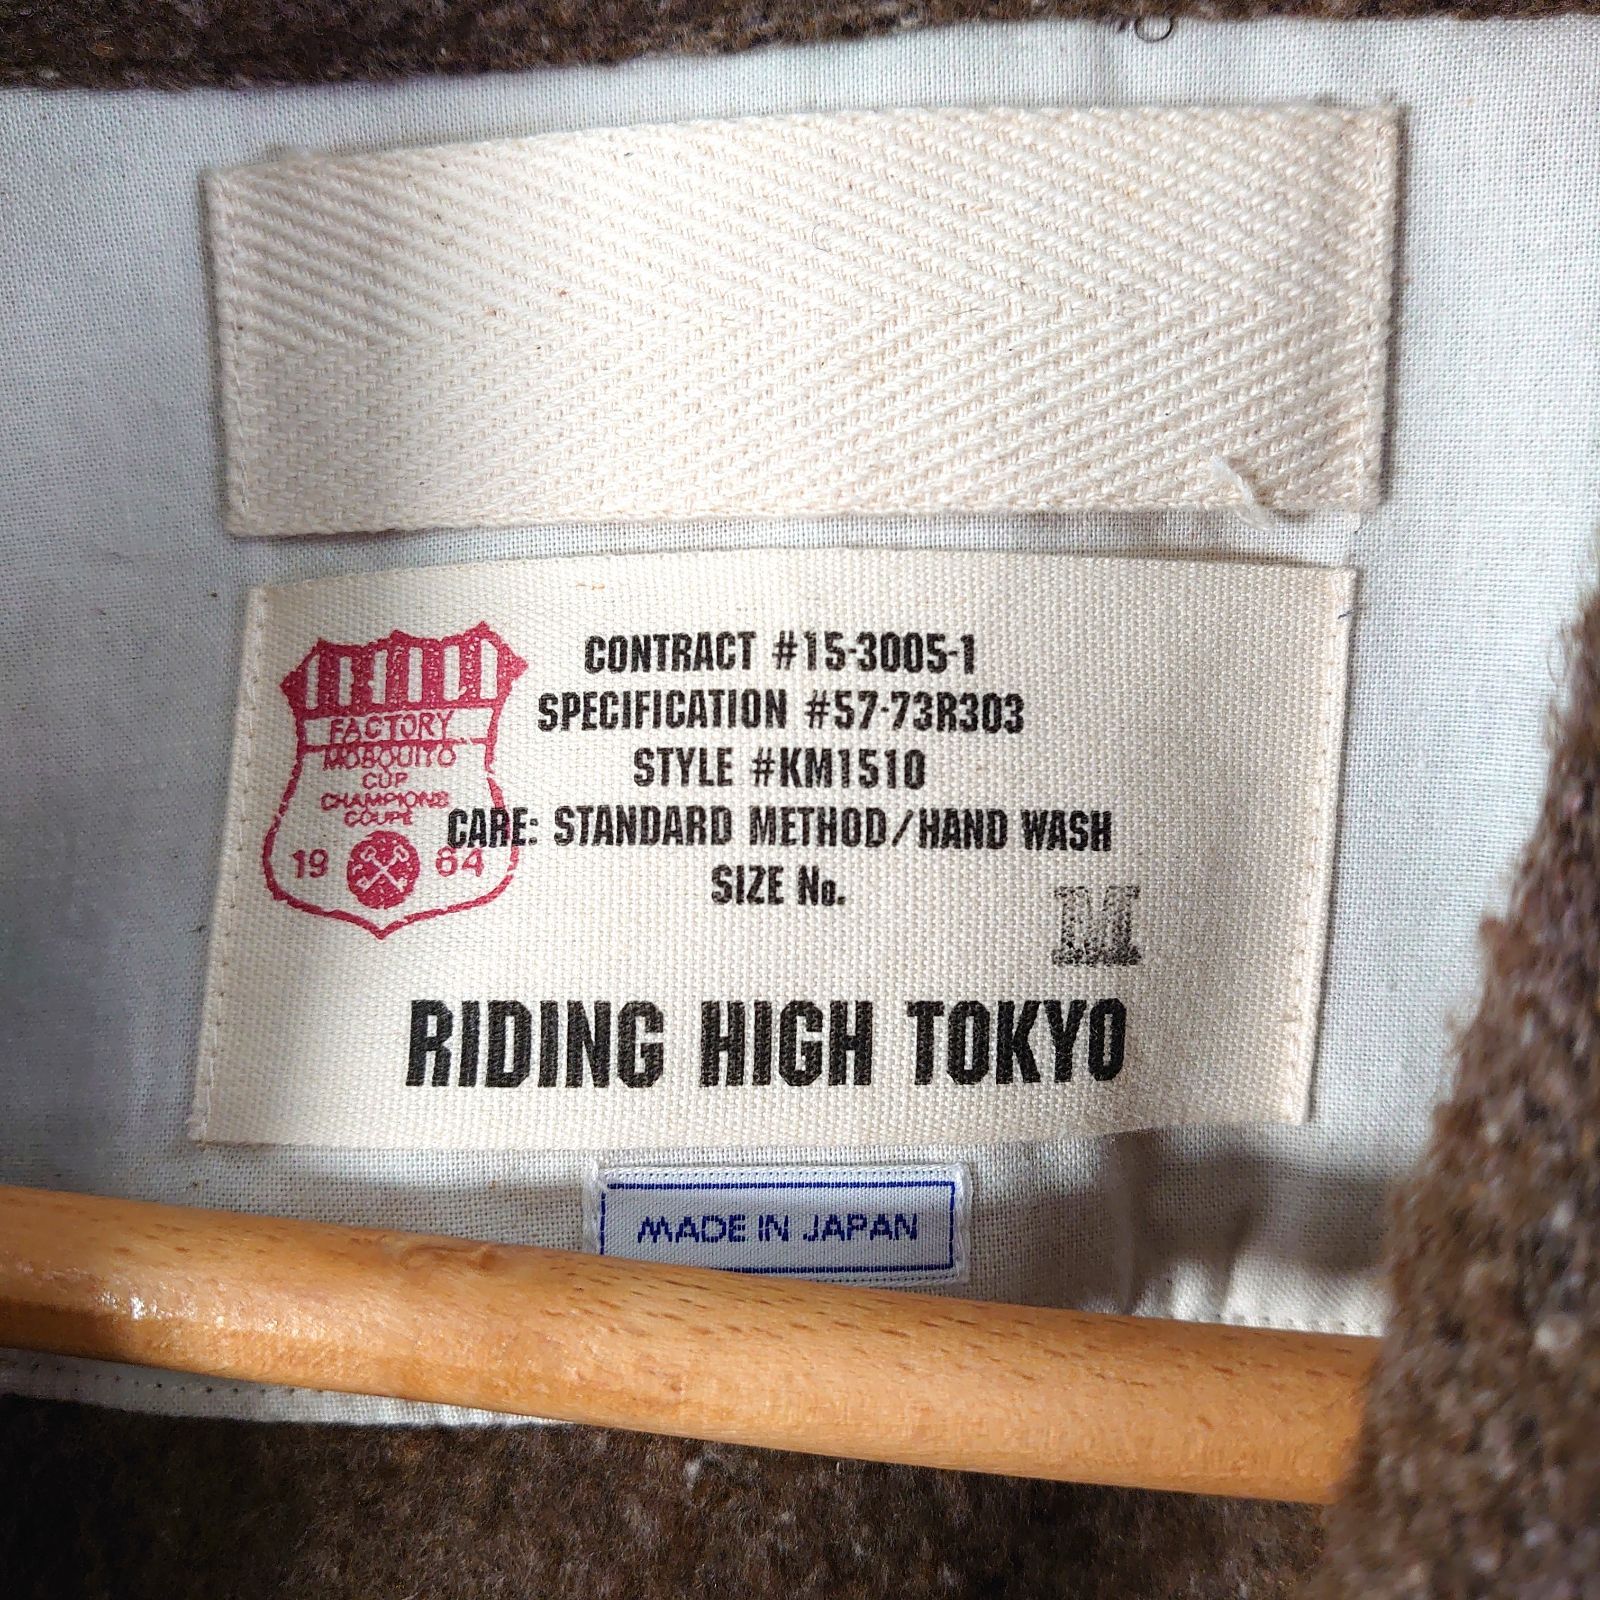 CONTRACT #15-3005-1
SPECIFICATION #57-73R303
STYLE #KM1510
CARE: STANDARD METHOD/HAND WASH
SIZE No.
M
FACTORY
MOSQUITO
CUP
CHAMPIONS
COUPE
19 64
RIDING HIGH TOKYO
MADE IN JAPAN